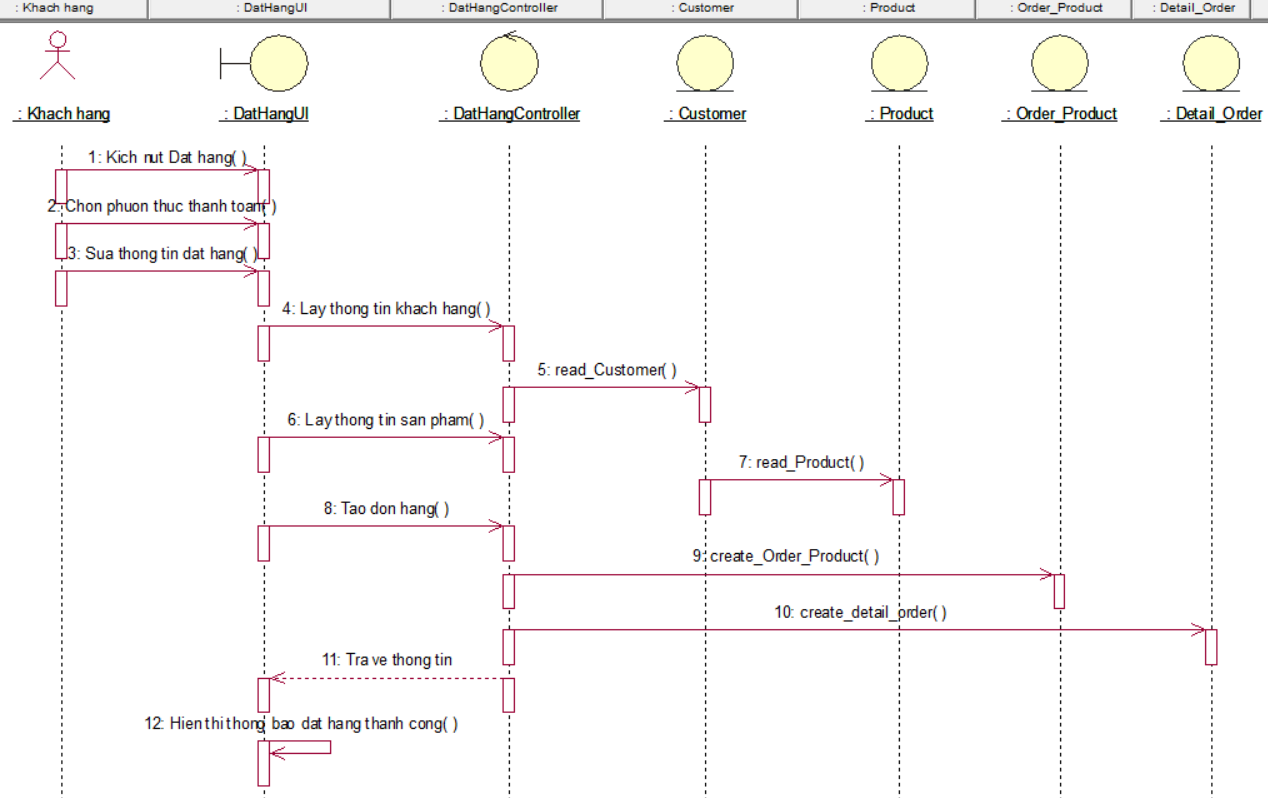 : Khach hang
: DatHangUI
: DatHangController
: Customer
: Product
: Order_Product
: Detail_Order
: Khach hang
: DatHangUI
: DatHangController
: Customer
: Product
: Order_Product
: Detail_Order
1: Kich nut Dat hang( )
2: Chon phuon thuc thanh toam( )
3: Sua thong tin dat hang( )
4: Lay thong tin khach hang( )
5: read_Customer( )
6: Lay thong tin san pham( )
7: read_Product( )
8: Tao don hang( )
9: create_Order_Product( )
10: create_detail_order( )
11: Tra ve thong tin
12: Hien thi thong bao dat hang thanh cong( )